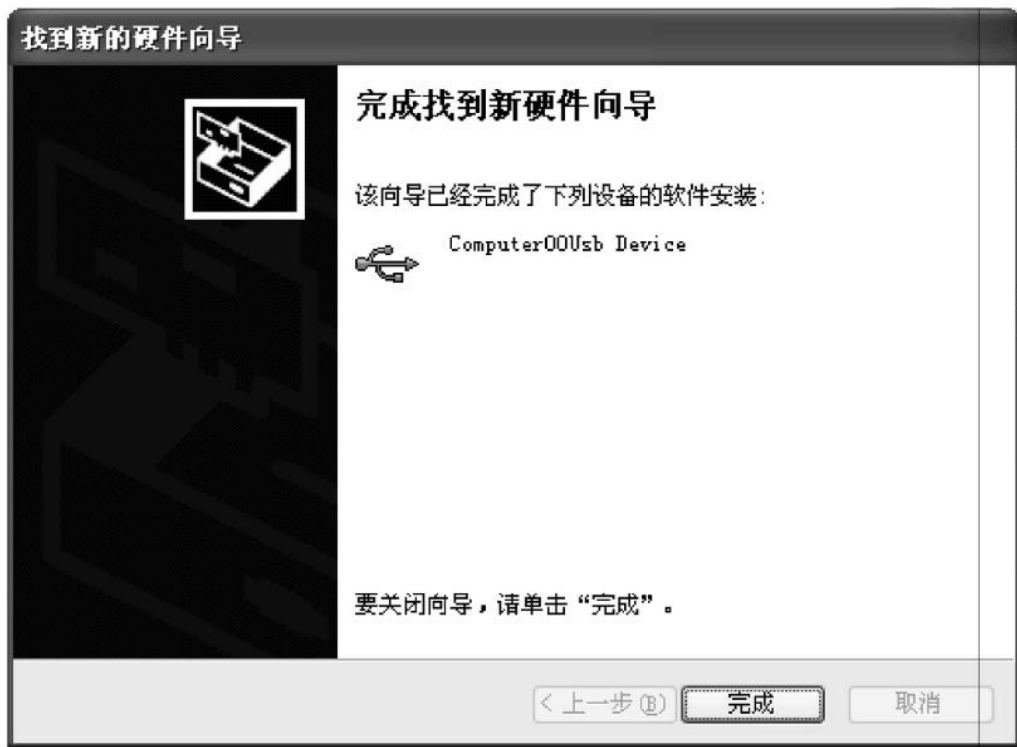 找到新的硬件向导
完成找到新硬件向导
该向导已经完成了下列设备的软件安装:
ComputerOOUsb Device
要关闭向导，请单击“完成”。
< 上一步(B)
完成
取消